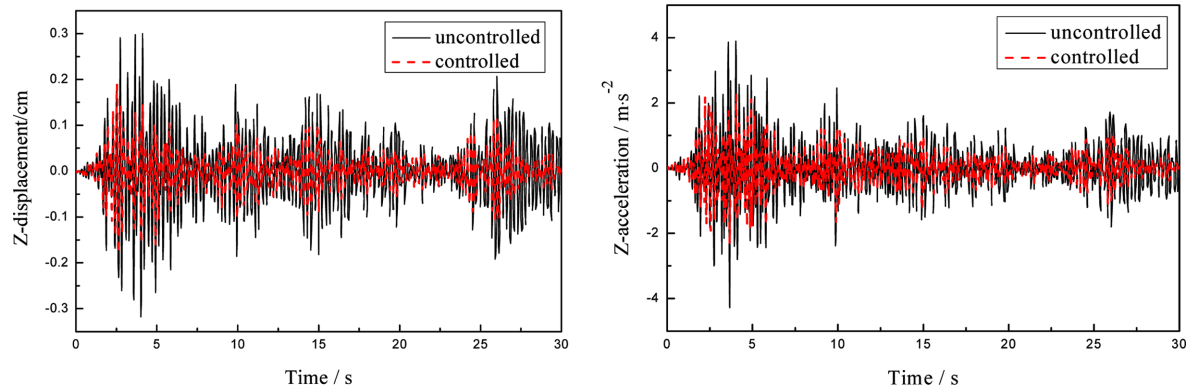 uncontrolled
controlled
0.3
0.2
0.1
0.0
-0.1
-0.2
-0.3
Z-displacement/cm
0 5 10 15 20 25 30
Time / s
uncontrolled
controlled
4
2
0
-2
-4
Z-acceleration / m·s⁻²
0 5 10 15 20 25 30
Time / s